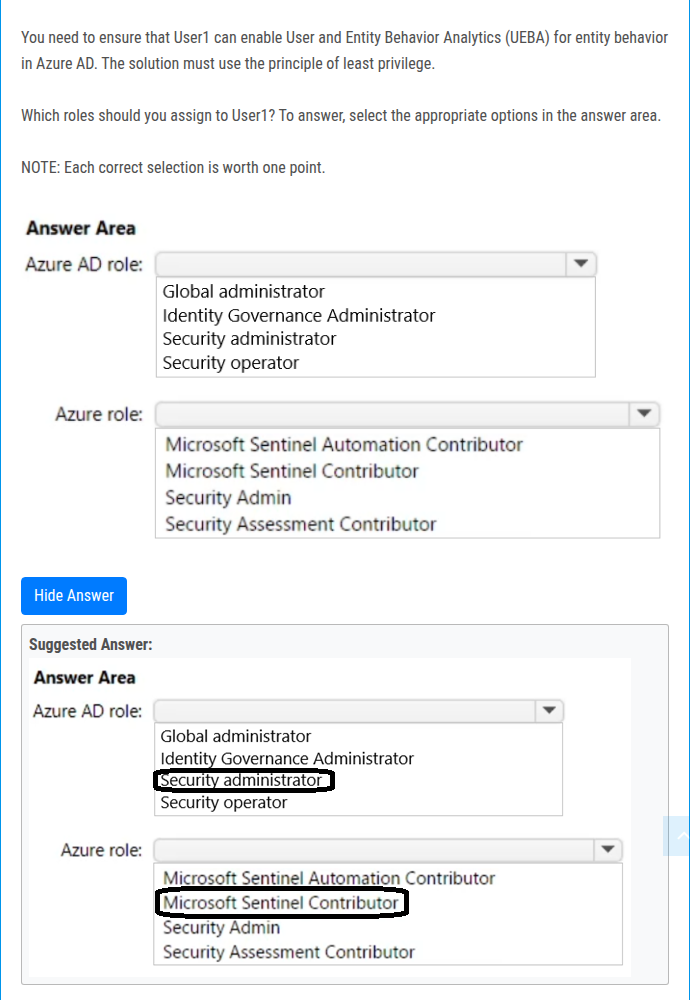 You need to ensure that User1 can enable User and Entity Behavior Analytics (UEBA) for entity behavior
in Azure AD. The solution must use the principle of least privilege.
Which roles should you assign to User1? To answer, select the appropriate options in the answer area.
NOTE: Each correct selection is worth one point.
Answer Area
Azure AD role:
Global administrator
Identity Governance Administrator
Security administrator
Security operator
Azure role:
Microsoft Sentinel Automation Contributor
Microsoft Sentinel Contributor
Security Admin
Security Assessment Contributor
Hide Answer
Suggested Answer:
Answer Area
Azure AD role:
Global administrator
Identity Governance Administrator
Security administrator
Security operator
Azure role:
Microsoft Sentinel Automation Contributor
Microsoft Sentinel Contributor
Security Admin
Security Assessment Contributor